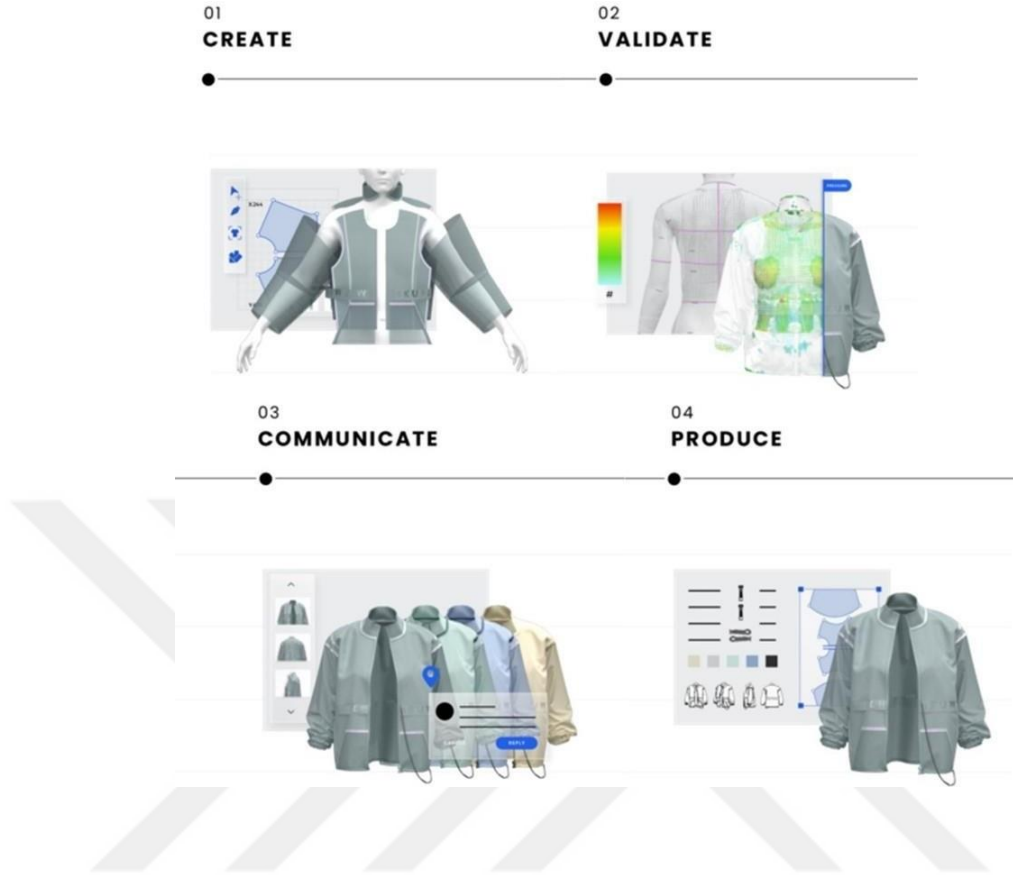 01
CREATE
02
VALIDATE
#
03
COMMUNICATE
REPLY
04
PRODUCE